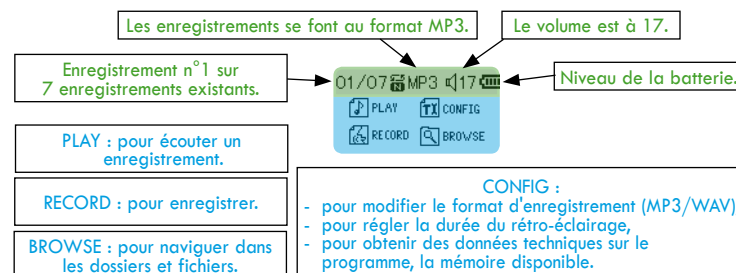 Les enregistrements se font au format MP3.
Le volume est à 17.
Enregistrement n°1 sur
7 enregistrements existants.
01/07 MP3 17
Niveau de la batterie.
PLAY CONFIG
RECORD BROWSE
PLAY : pour écouter un
enregistrement.
RECORD : pour enregistrer.
BROWSE : pour naviguer dans
les dossiers et fichiers.
CONFIG :
- pour modifier le format d'enregistrement (MP3/WAV)
- pour régler la durée du rétro-éclairage,
- pour obtenir des données techniques sur le
programme, la mémoire disponible.